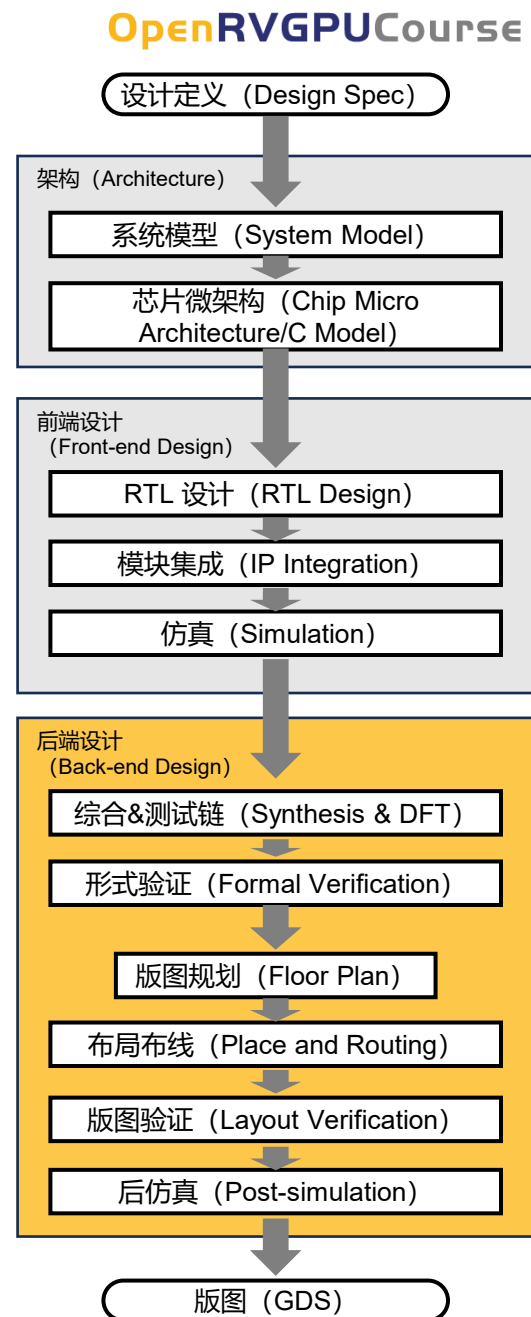 OpenRVGPUCourse
设计定义（Design Spec）
架构（Architecture）
系统模型（System Model）
芯片微架构（Chip Micro
Architecture/C Model）
前端设计
（Front-end Design）
RTL 设计（RTL Design）
模块集成（IP Integration）
仿真（Simulation）
后端设计
（Back-end Design）
综合&测试链（Synthesis & DFT）
形式验证（Formal Verification）
版图规划（Floor Plan）
布局布线（Place and Routing）
版图验证（Layout Verification）
后仿真（Post-simulation）
版图（GDS）